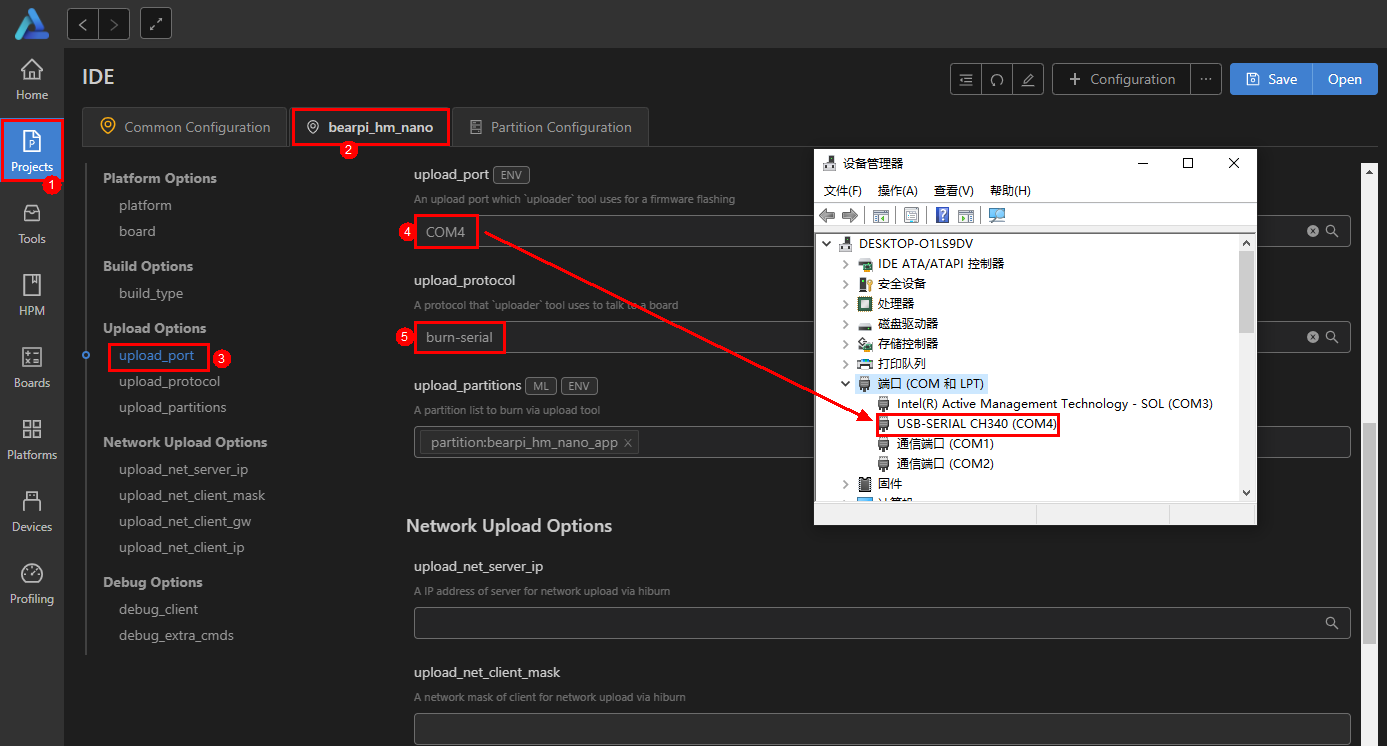 Home
Projects
1
Tools
HPM
Boards
Platforms
Devices
Profiling
IDE
Configuration
Save
Open
Common Configuration
bearpi_hm_nano
2
Partition Configuration
Platform Options
platform
board
Build Options
build_type
Upload Options
upload_port
3
upload_protocol
upload_partitions
Network Upload Options
upload_net_server_ip
upload_net_client_mask
upload_net_client_gw
upload_net_client_ip
Debug Options
debug_client
debug_extra_cmds
upload_port ENV
An upload port which `uploader` tool uses for a firmware flashing
4
COM4
upload_protocol
A protocol that `uploader` tool uses to talk to a board
5
burn-serial
upload_partitions ML ENV
A partition list to burn via upload tool
partition:bearpi_hm_nano_app ×
Network Upload Options
upload_net_server_ip
A IP address of server for network upload via hiburn
upload_net_client_mask
A network mask of client for network upload via hiburn
设备管理器
文件(F) 操作(A) 查看(V) 帮助(H)
DESKTOP-O1LS9DV
IDE ATA/ATAPI 控制器
安全设备
处理器
磁盘驱动器
存储控制器
打印队列
端口 (COM 和 LPT)
Intel(R) Active Management Technology - SOL (COM3)
USB-SERIAL CH340 (COM4)
通信端口 (COM1)
通信端口 (COM2)
固件